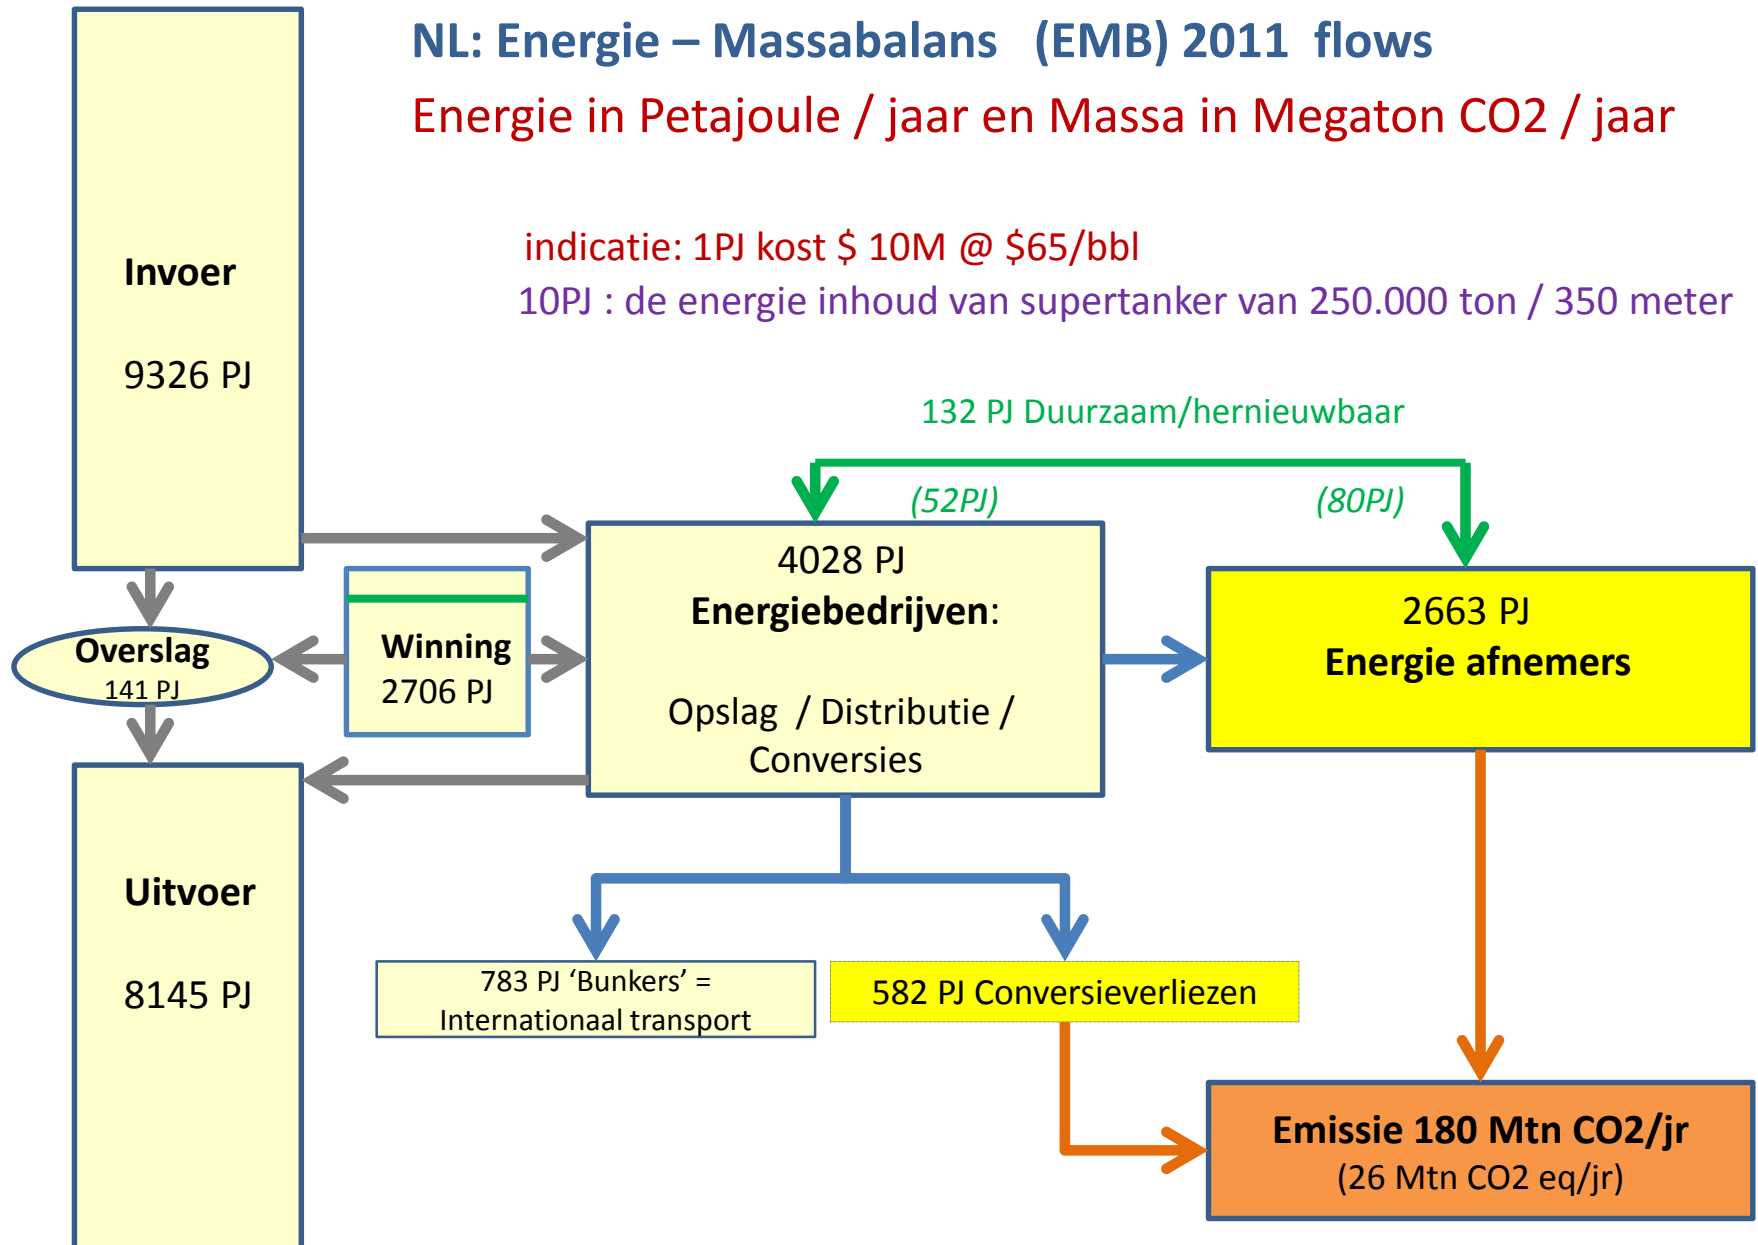 NL: Energie – Massabalans (EMB) 2011 flows
Energie in Petajoule / jaar en Massa in Megaton CO2 / jaar
indicatie: 1PJ kost $ 10M @ $65/bbl
10PJ : de energie inhoud van supertanker van 250.000 ton / 350 meter
Invoer
9326 PJ
132 PJ Duurzaam/hernieuwbaar
(52PJ)
(80PJ)
4028 PJ
Energiebedrijven:
Opslag / Distributie /
Conversies
2663 PJ
Energie afnemers
Overslag
141 PJ
Winning
2706 PJ
Uitvoer
8145 PJ
783 PJ ‘Bunkers’ =
Internationaal transport
582 PJ Conversieverliezen
Emissie 180 Mtn CO2/jr
(26 Mtn CO2 eq/jr)